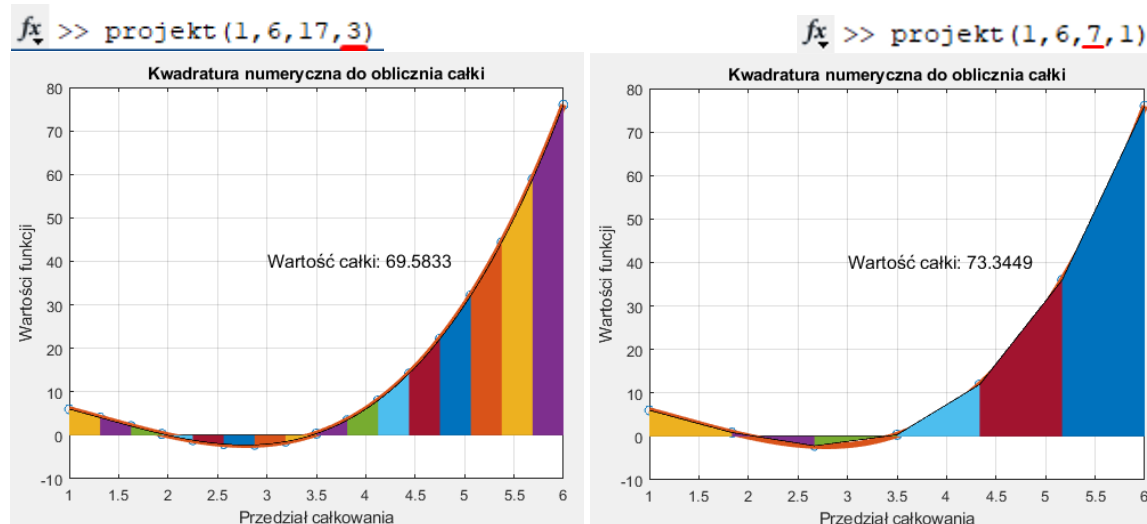 fx >> projekt(1,6,17,3)
fx >> projekt(1,6,7,1)
Kwadratura numeryczna do oblicznia całki
80
70
60
50
40
30
20
10
0
-10
Wartości funkcji
Wartość całki: 69.5833
1 1.5 2 2.5 3 3.5 4 4.5 5 5.5 6
Przedział całkowania
Kwadratura numeryczna do oblicznia całki
80
70
60
50
40
30
20
10
0
-10
Wartości funkcji
Wartość całki: 73.3449
1 1.5 2 2.5 3 3.5 4 4.5 5 5.5 6
Przedział całkowania